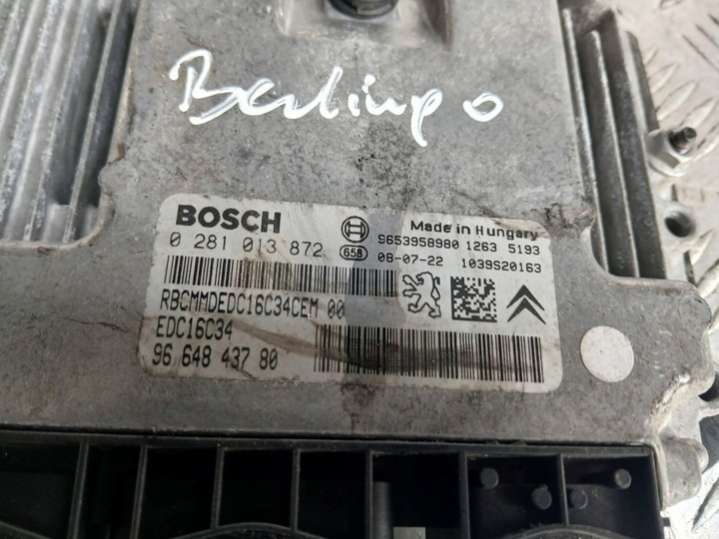 Berlingo
BOSCH
0 281 013 872
658
Made in Hungary
9653958980 1263 5193
08-07-22 1039S20163
RBCMMDEDC16C34CEM 00
EDC16C34
96 648 437 80